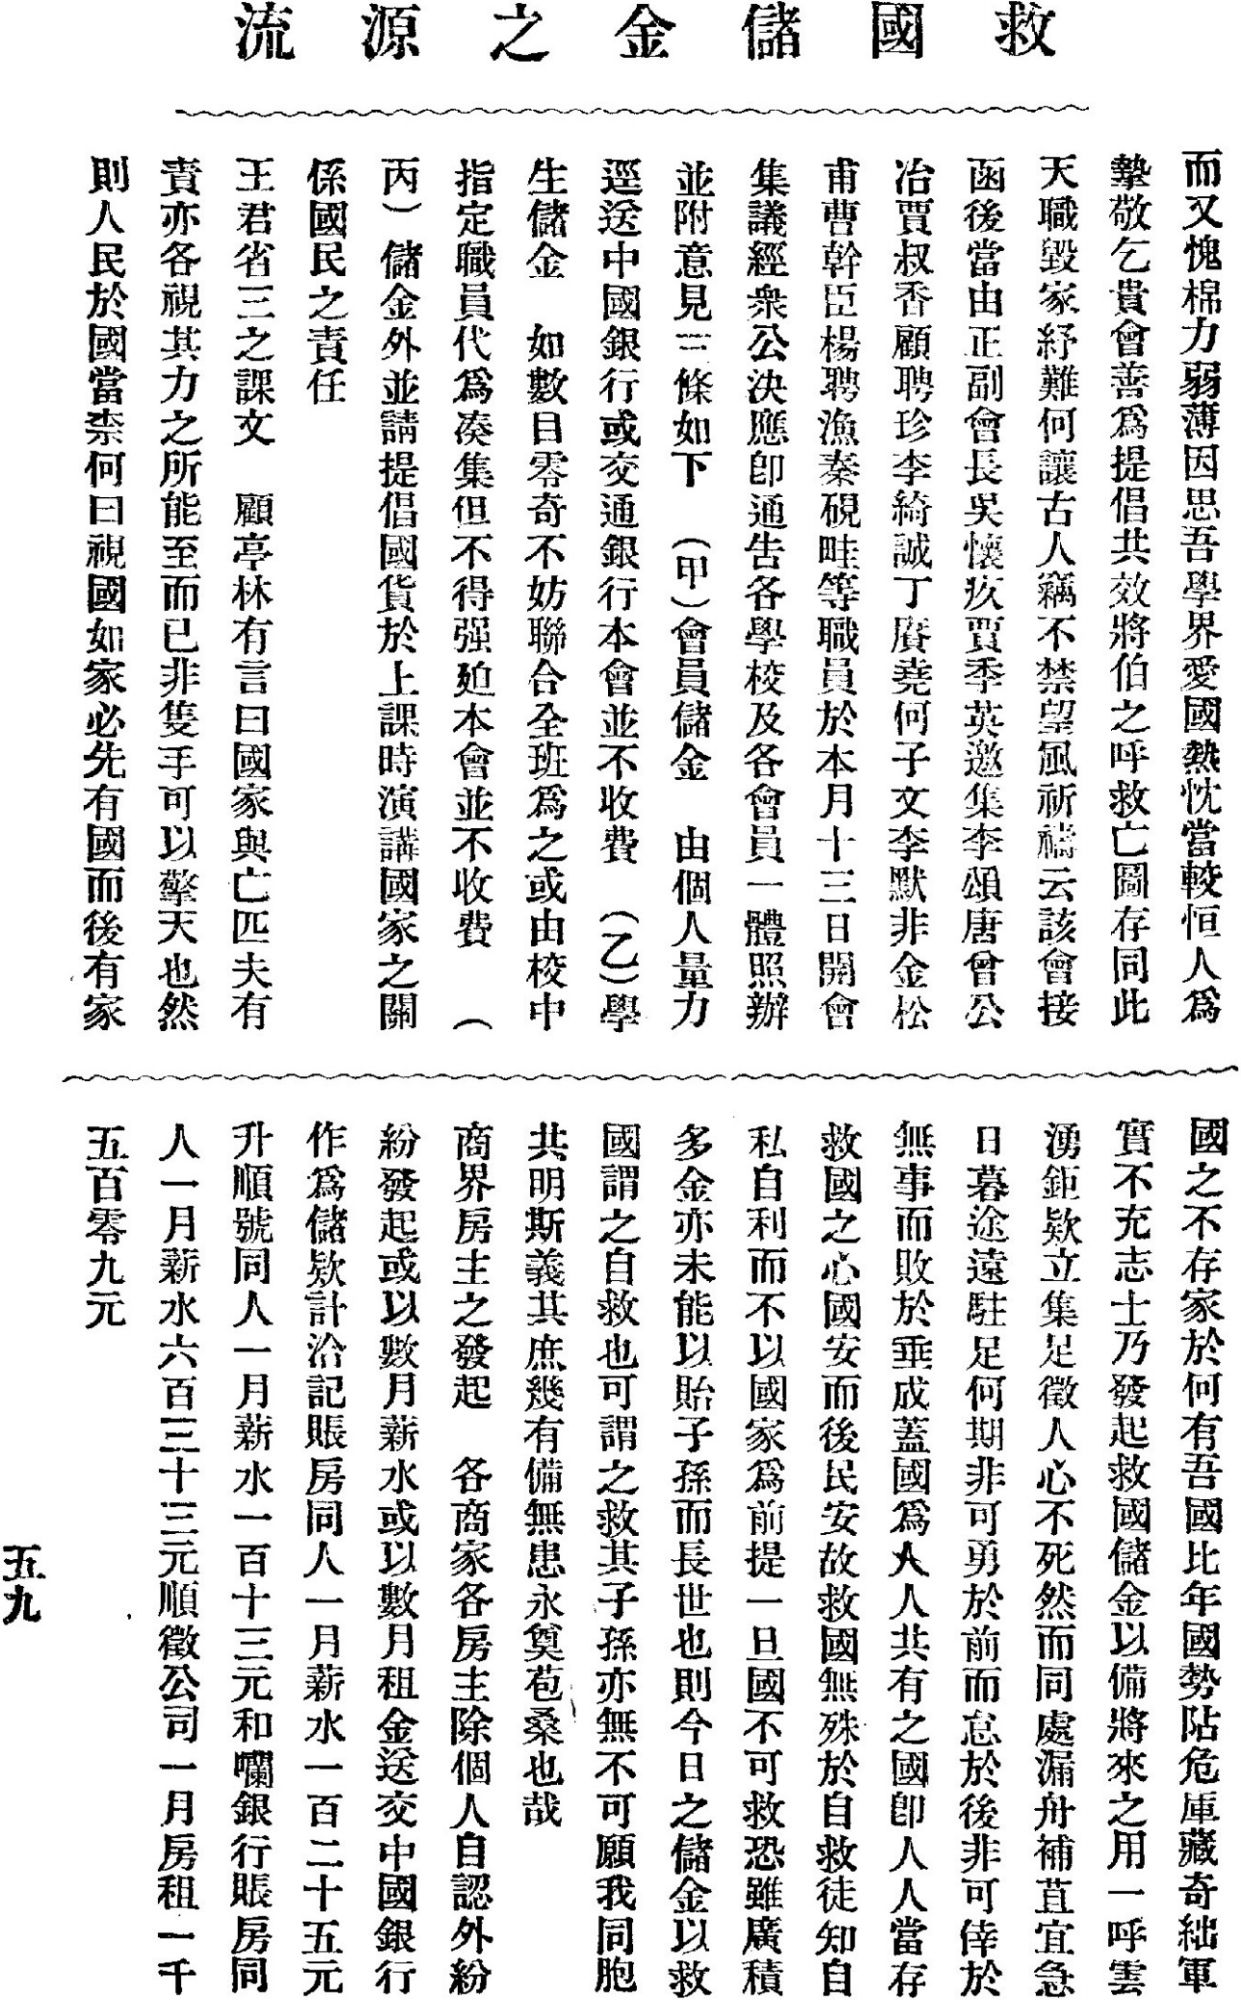 救國儲金之源流
而又愧棉力弱薄因思吾學界愛國熱忱當較恒人爲
摯敬乞貴會善爲提倡共效將伯之呼救亡圖存同此
天職毀家紓難何讓古人竊不禁望風祈禱云該會接
函後當由正副會長吳懷疚賈季英邀集李頌唐曾公
冶賈叔香顧聘珍李綺誠丁賡堯何子文李默非金松
甫曹幹臣楊聘漁秦硯畦等職員於本月十三日開會
集議經衆公決應卽通告各學校及各會員一體照辦
並附意見三條如下　（甲）會員儲金　由個人量力
逕送中國銀行或交通銀行本會並不收費　（乙）學
生儲金　如數目零奇不妨聯合全班爲之或由校中
指定職員代爲凑集但不得强廹本會並不收費　（
丙）儲金外並請提倡國貨於上課時演講國家之關
係國民之責任
王君省三之課文　顧亭林有言曰國家與亡匹夫有
責亦各視其力之所能至而已非隻手可以擎天也然
則人民於國當柰何曰視國如家必先有國而後有家
國之不存家於何有吾國比年國勢阽危庫藏奇絀軍
實不充志士乃發起救國儲金以備將來之用一呼雲
湧鉅欵立集足徵人心不死然而同處漏舟補苴宜急
日暮途遠駐足何期非可勇於前而怠於後非可倖於
無事而敗於垂成蓋國爲人人共有之國卽人人當存
救國之心國安而後民安故救國無殊於自救徒知自
私自利而不以國家爲前提一旦國不可救恐雖廣積
多金亦未能以貽子孫而長世也則今日之儲金以救
國謂之自救也可謂之救其子孫亦無不可願我同胞
共明斯義其庶幾有備無患永奠苞桑也哉
商界房主之發起　各商家各房主除個人自認外紛
紛發起或以數月薪水或以數月租金送交中國銀行
作爲儲欵計洽記賬房同人一月薪水一百二十五元
升順號同人一月薪水一百十三元和囒銀行賬房同
人一月薪水六百三十三元順徵公司一月房租一千
五百零九元
五九